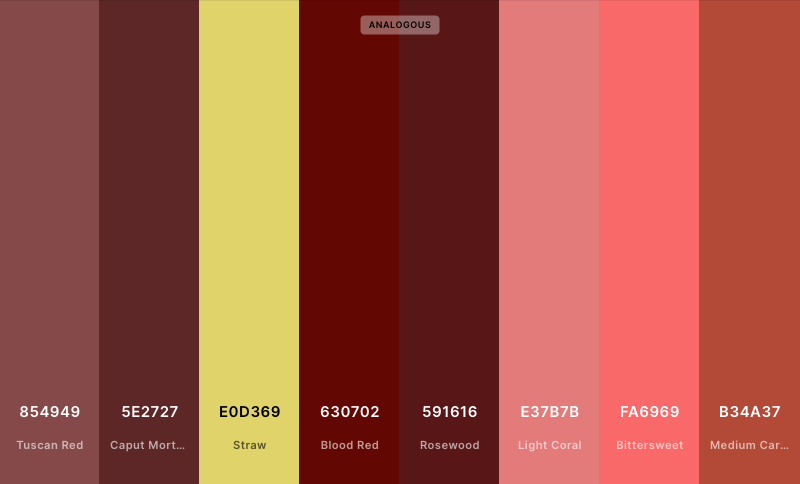 ANALOGOUS
854949 5E2727 E0D369 630702 591616 E37B7B FA6969 B34A37
Tuscan Red Caput Mort... Straw Blood Red Rosewood Light Coral Bittersweet Medium Car...